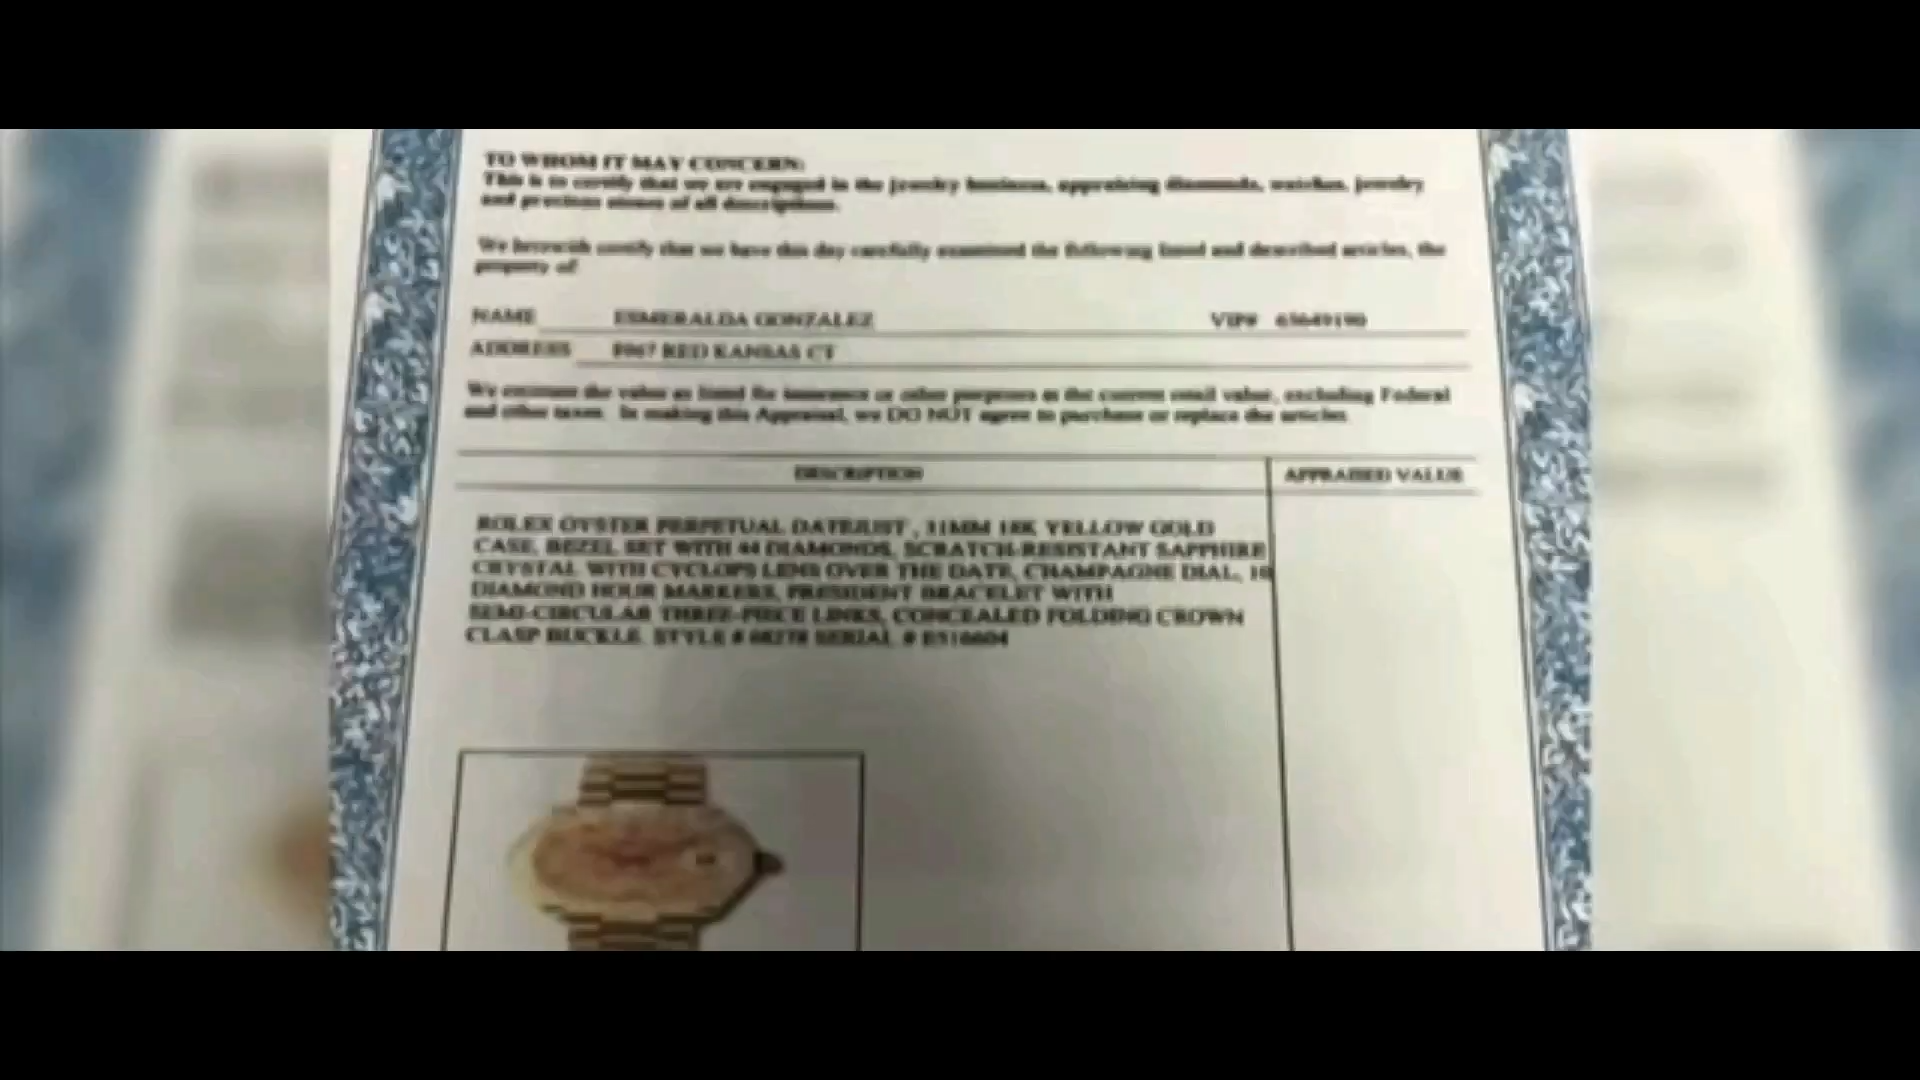 TO WHOM IT MAY CONCERN:
This is to certify that we are engaged in the jewelry business, appraising diamonds, watches, jewelry
and precious stones of all descriptions.
We herewith certify that we have this day carefully examined the following listed and described articles, the
property of:
NAME ESMERALDA GONZALEZ VIP#
ADDRESS RED KANSAS CT
We estimate the value as listed for insurance or other purposes at the current retail value, excluding Federal
and other taxes. In making this Appraisal, we DO NOT agree to purchase or replace the articles.
DESCRIPTION APPRAISED VALUE
ROLEX OYSTER PERPETUAL DATEJUST, 31MM 18K YELLOW GOLD
CASE, BEZEL SET WITH 44 DIAMONDS, SCRATCH-RESISTANT SAPPHIRE
CRYSTAL WITH CYCLOPS LENS OVER THE DATE, CHAMPAGNE DIAL, 10
DIAMOND HOUR MARKERS, PRESIDENT BRACELET WITH
SEMI-CIRCULAR THREE-PIECE LINKS, CONCEALED FOLDING CROWN
CLASP BUCKLE. STYLE # SERIAL #